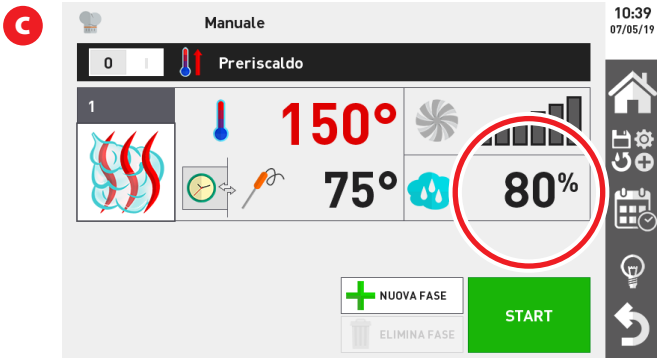 C
Manuale
10:39
07/05/19
0 I
Preriscaldo
1
150°
75°
80%
NUOVA FASE
START
ELIMINA FASE